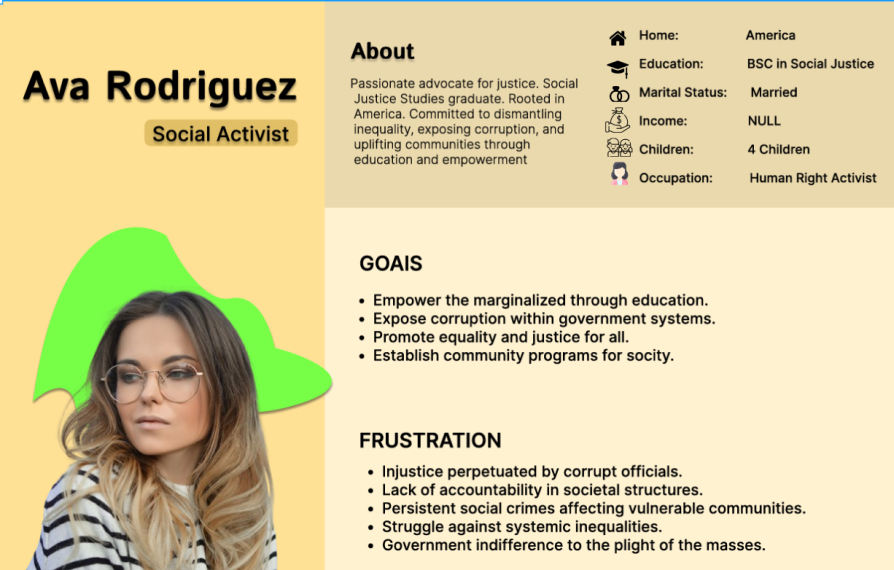 Ava Rodriguez
Social Activist
About
Passionate advocate for justice. Social
Justice Studies graduate. Rooted in
America. Committed to dismantling
inequality, exposing corruption, and
uplifting communities through
education and empowerment
Home: America
Education: BSC in Social Justice
Marital Status: Married
Income: NULL
Children: 4 Children
Occupation: Human Right Activist
GOAlS
• Empower the marginalized through education.
• Expose corruption within government systems.
• Promote equality and justice for all.
• Establish community programs for socity.
FRUSTRATION
• Injustice perpetuated by corrupt officials.
• Lack of accountability in societal structures.
• Persistent social crimes affecting vulnerable communities.
• Struggle against systemic inequalities.
• Government indifference to the plight of the masses.